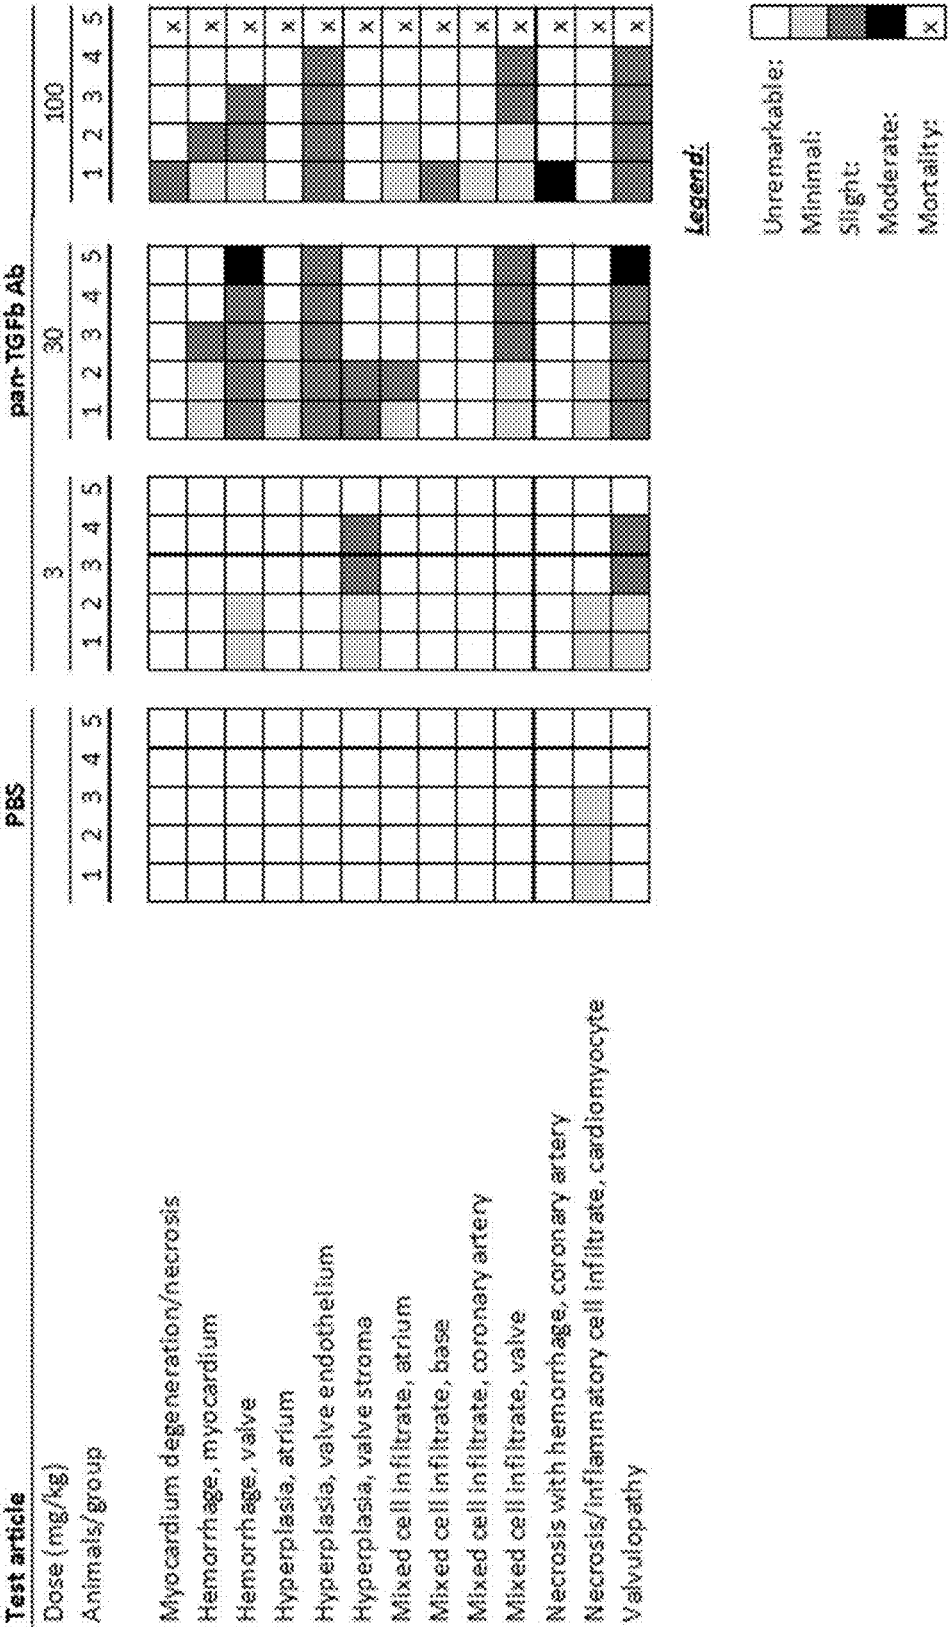 Test article PBS pan-TGFb Ab
Dose (mg/kg) 3 30 100
Animals/group 1 2 3 4 5 1 2 3 4 5 1 2 3 4 5 1 2 3 4 5
Myocardium degeneration/necrosis x
Hemorrhage, myocardium x
Hemorrhage, valve x
Hyperplasia, atrium x
Hyperplasia, valve endothelium x
Hyperplasia, valve stroma x
Mixed cell infiltrate, atrium x
Mixed cell infiltrate, base x
Mixed cell infiltrate, coronary artery x
Mixed cell infiltrate, valve x
Necrosis with hemorrhage, coronary artery x
Necrosis/inflammatory cell infiltrate, cardiomyocyte x
Valvulopathy x
Legend:
Unremarkable:
Minimal:
Slight:
Moderate:
Mortality: x